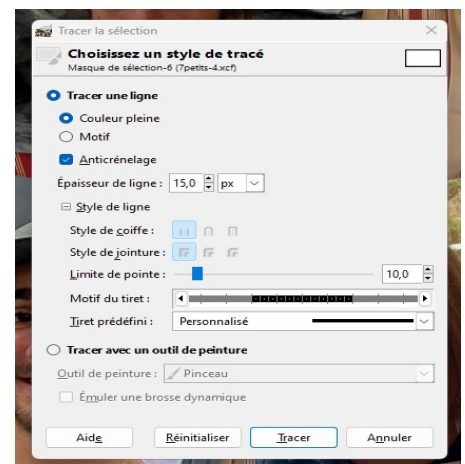 Tracer la sélection
Choisissez un style de tracé
Masque de sélection-6 (7petits-4.xcf)
Tracer une ligne
Couleur pleine
Motif
Anticrénelage
Épaisseur de ligne : 15,0 px
Style de ligne
Style de coiffe :
Style de jointure :
Limite de pointe : 10,0
Motif du tiret :
Tiret prédéfini : Personnalisé
Tracer avec un outil de peinture
Outil de peinture : Pinceau
Émuler une brosse dynamique
Aide Réinitialiser Tracer Annuler